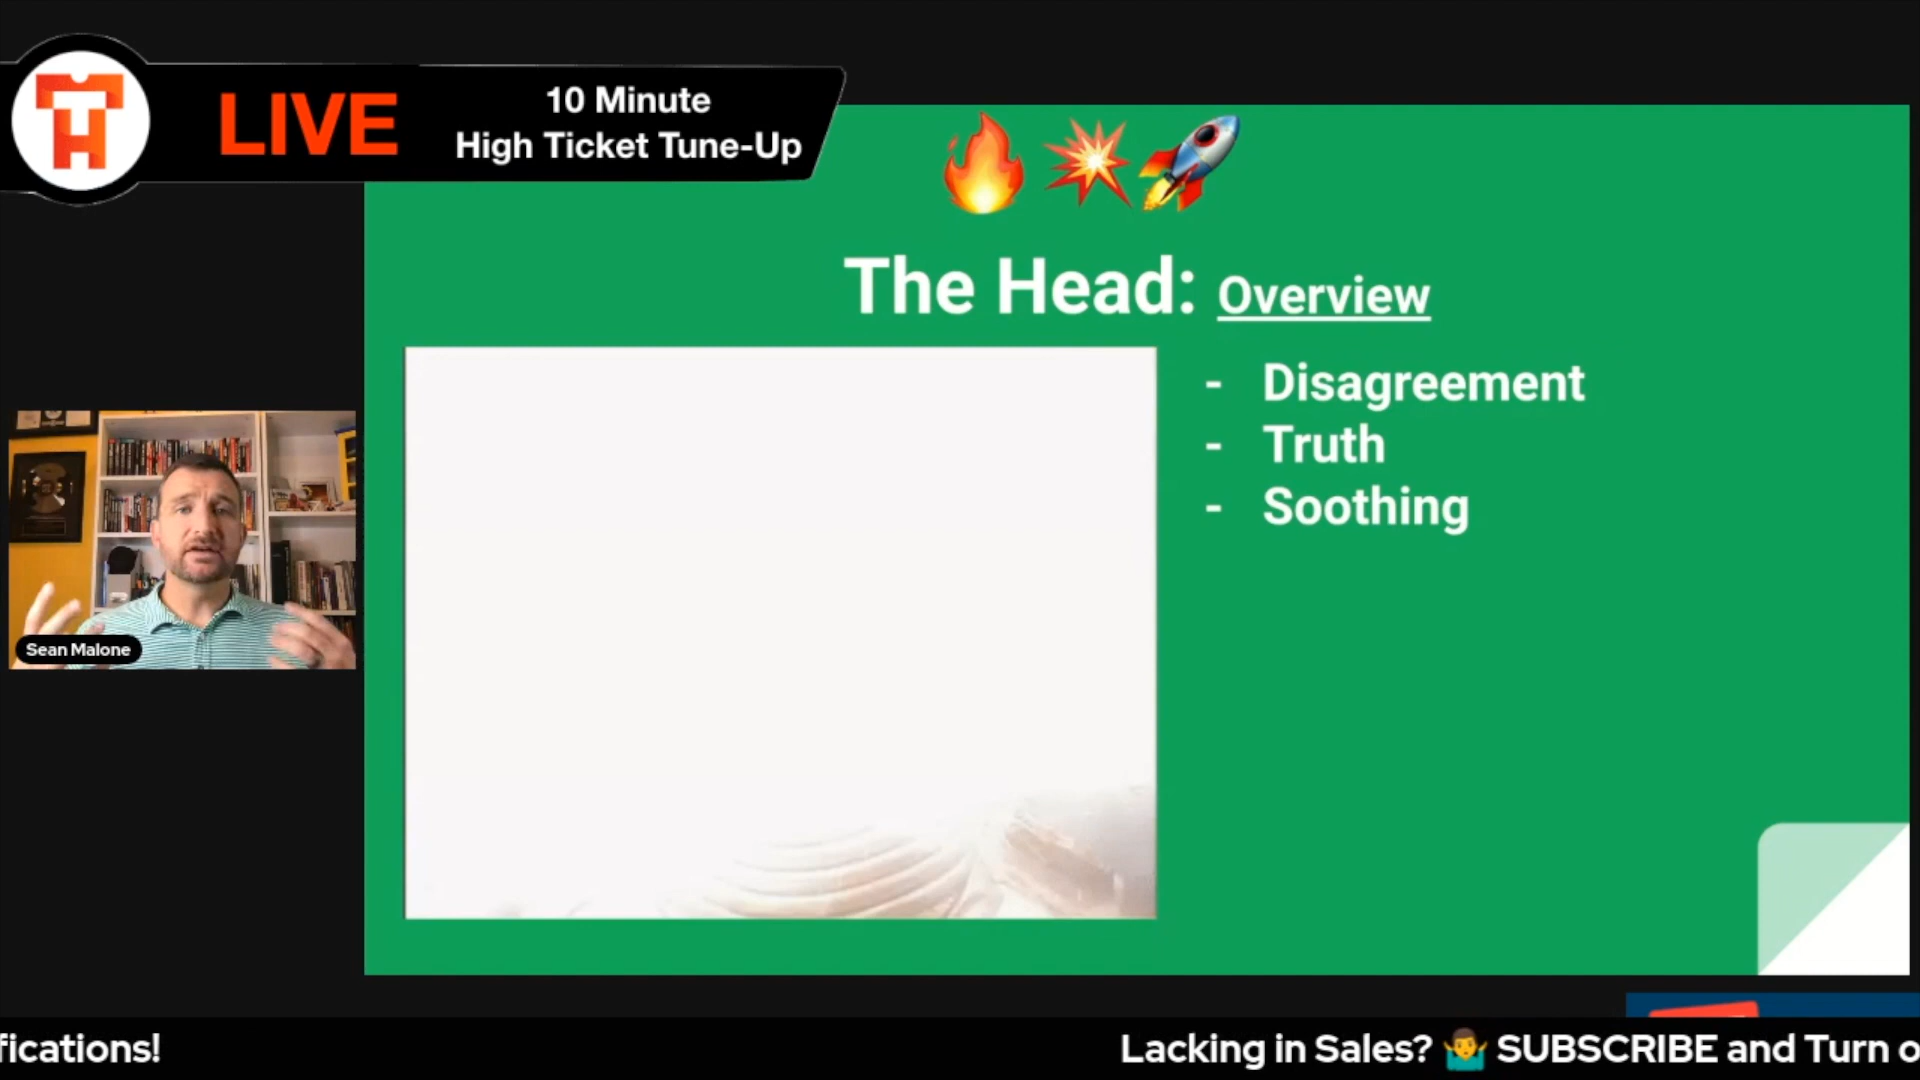 LIVE
10 Minute
High Ticket Tune-Up
🔥💥🚀
The Head: Overview
- Disagreement
- Truth
- Soothing
Sean Malone
fications!
Lacking in Sales? 🤷‍♂️ SUBSCRIBE and Turn o